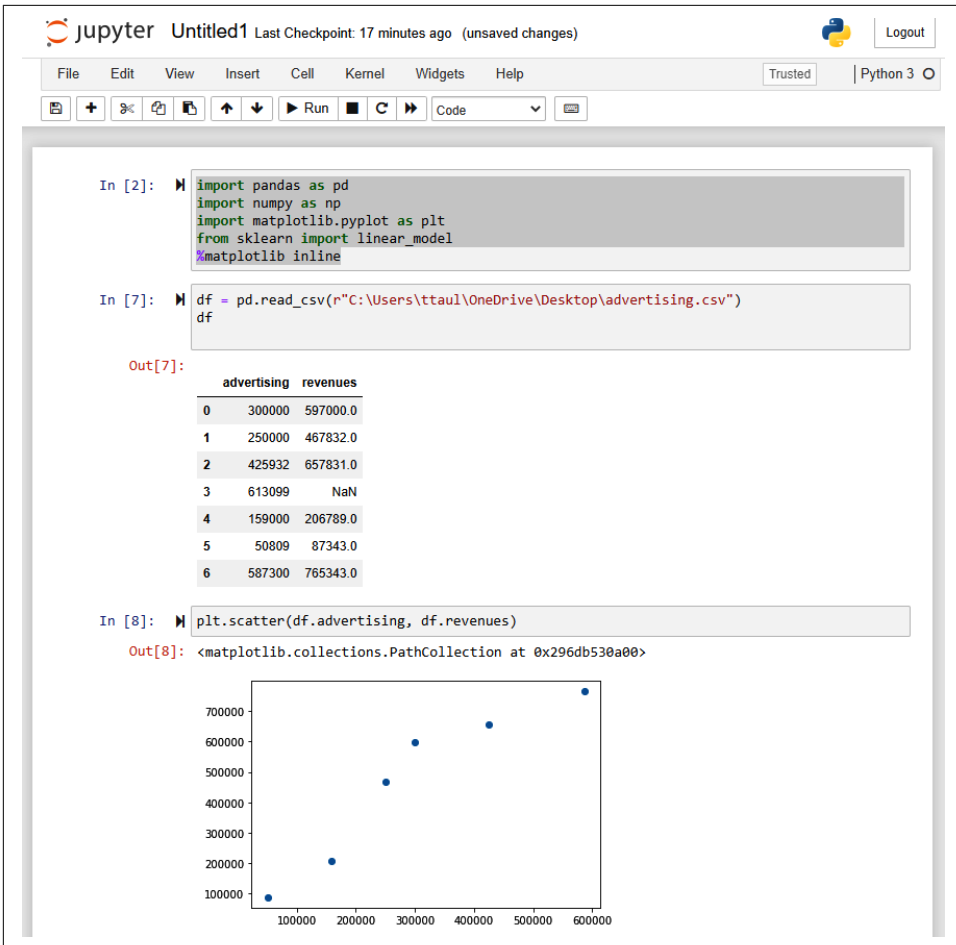 jupyter Untitled1 Last Checkpoint: 17 minutes ago (unsaved changes) Logout
File Edit View Insert Cell Kernel Widgets Help Trusted Python 3
Run Code
In [2]: import pandas as pd
import numpy as np
import matplotlib.pyplot as plt
from sklearn import linear_model
%matplotlib inline
In [7]: df = pd.read_csv(r"C:\Users\ttaul\OneDrive\Desktop\advertising.csv")
df
Out[7]:
advertising revenues
0 300000 597000.0
1 250000 467832.0
2 425932 657831.0
3 613099 NaN
4 159000 206789.0
5 50809 87343.0
6 587300 765343.0
In [8]: plt.scatter(df.advertising, df.revenues)
Out[8]: <matplotlib.collections.PathCollection at 0x296db530a00>
700000
600000
500000
400000
300000
200000
100000
100000 200000 300000 400000 500000 600000